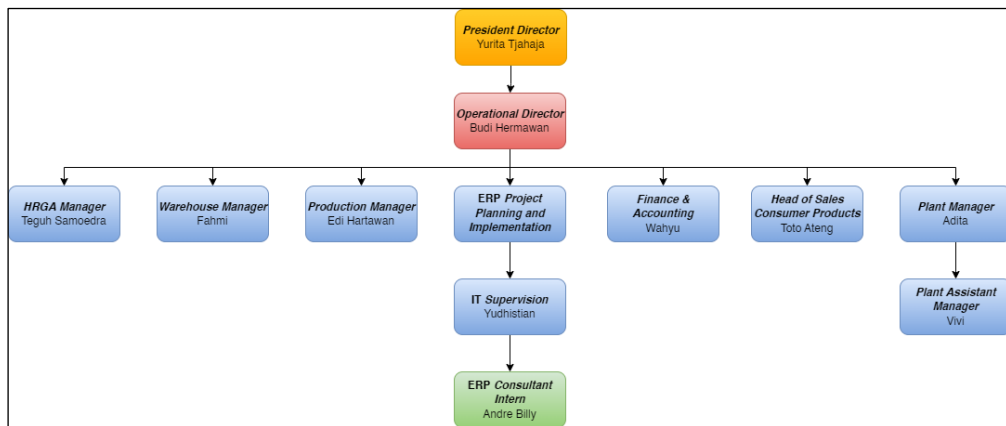 President Director
Yurita Tjahaja
Operational Director
Budi Hermawan
HRGA Manager
Teguh Samoedra
Warehouse Manager
Fahmi
Production Manager
Edi Hartawan
ERP Project
Planning and
Implementation
Finance &
Accounting
Wahyu
Head of Sales
Consumer Products
Toto Ateng
Plant Manager
Adita
IT Supervision
Yudhistian
Plant Assistant
Manager
Vivi
ERP Consultant
Intern
Andre Billy